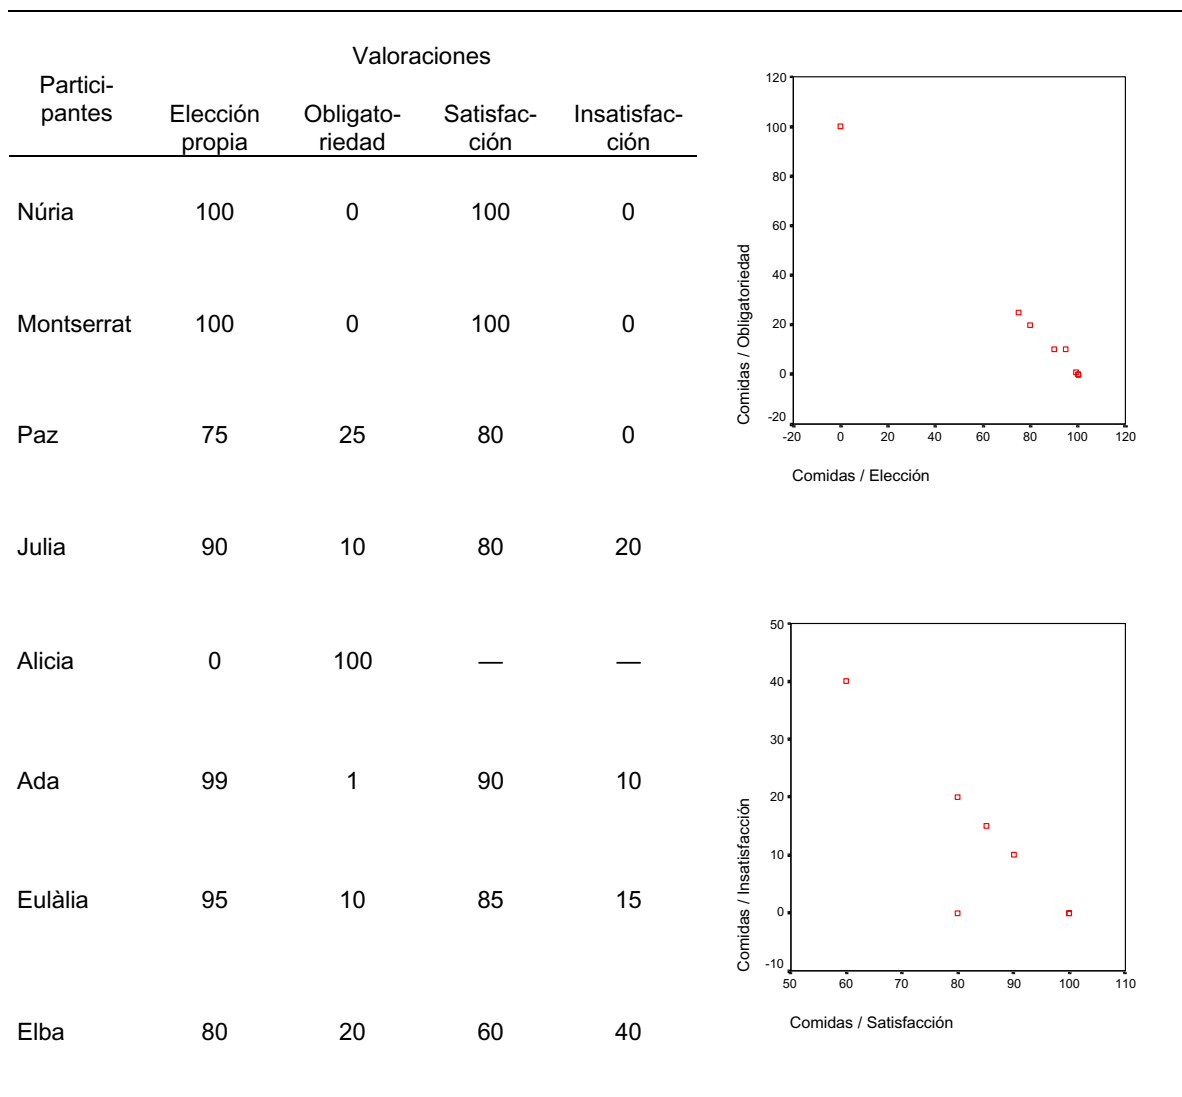 Valoraciones
Partici-
pantes
Elección
propia
Obligato-
riedad
Satisfac-
ción
Insatisfac-
ción
Núria 100 0 100 0
Montserrat 100 0 100 0
Paz 75 25 80 0
Julia 90 10 80 20
Alicia 0 100 — —
Ada 99 1 90 10
Eulàlia 95 10 85 15
Elba 80 20 60 40
120
100
80
60
40
20
0
-20
Comidas / Obligatoriedad
-20 0 20 40 60 80 100 120
Comidas / Elección
50
40
30
20
10
0
-10
Comidas / Insatisfacción
50 60 70 80 90 100 110
Comidas / Satisfacción